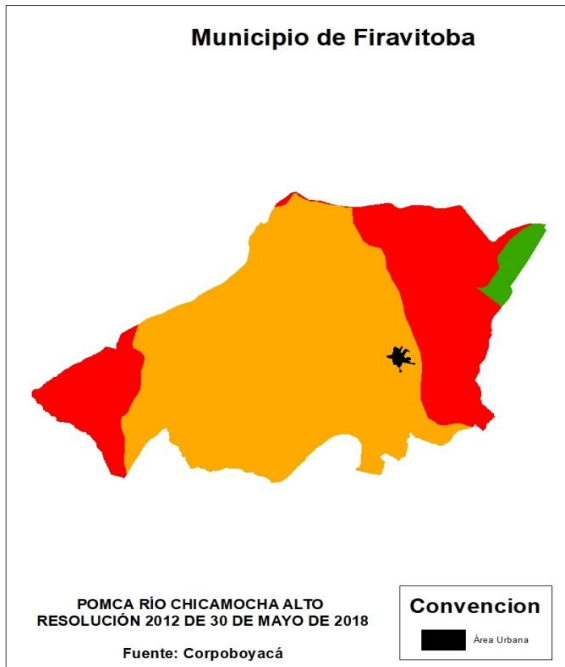 Municipio de Firavitoba
POMCA RÍO CHICAMOCHA ALTO
RESOLUCIÓN 2012 DE 30 DE MAYO DE 2018
Fuente: Corpoboyacá
Convencion
Àrea Urbana